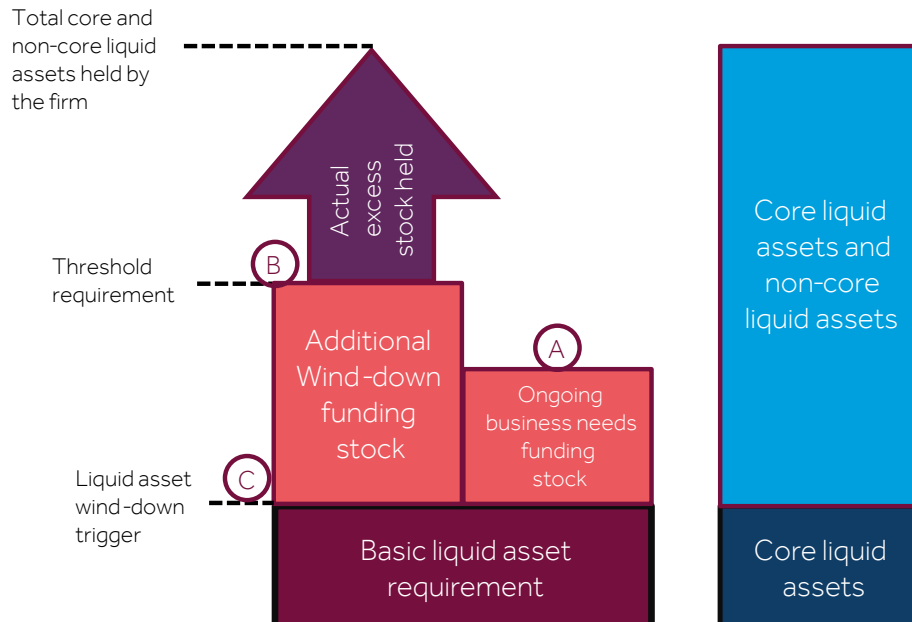 Total core and
non-core liquid
assets held by
the firm
Actual
excess
stock held
Core liquid
assets and
non-core
liquid assets
B
Threshold
requirement
Additional
Wind-down
funding
stock
A
Ongoing
business needs
funding
stock
C
Liquid asset
wind-down
trigger
Basic liquid asset
requirement
Core liquid
assets